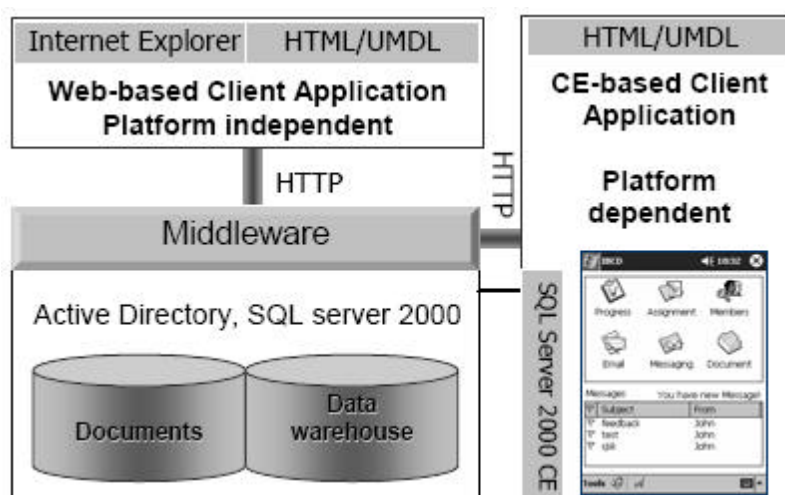 Internet Explorer HTML/UMDL
Web-based Client Application
Platform independent
HTTP
Middleware
Active Directory, SQL server 2000
Documents
Data
warehouse
HTTP
HTML/UMDL
CE-based Client
Application
Platform
dependent
SQL Server 2000 CE
Progress Assignment Members
Email Messaging Document
Messages You have new Message!
Subject From
feedback John
test John
John
Tools